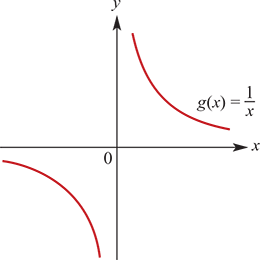 y
g(x) = 1/x
x
0